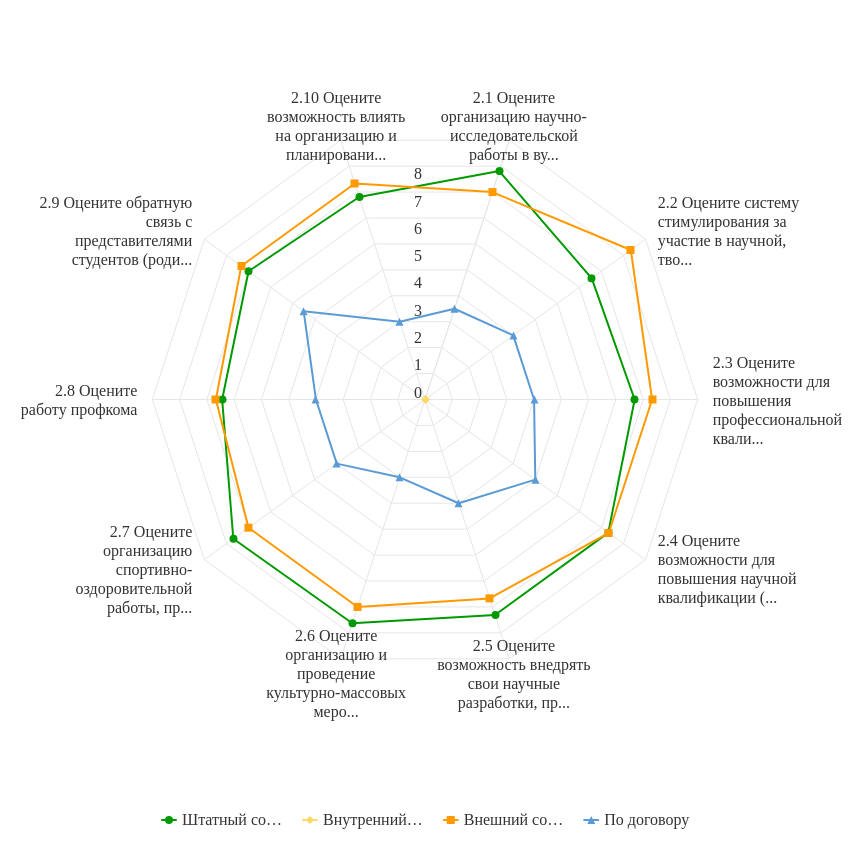 2.10 Оцените
возможность влиять
на организацию и
планировани...
2.1 Оцените
организацию научно-
исследовательской
работы в ву...
2.2 Оцените систему
стимулирования за
участие в научной,
тво...
2.3 Оцените
возможности для
повышения
профессиональной
квали...
2.4 Оцените
возможности для
повышения научной
квалификации (...
2.5 Оцените
возможность внедрять
свои научные
разработки, пр...
2.6 Оцените
организацию и
проведение
культурно-массовых
меро...
2.7 Оцените
организацию
спортивно-
оздоровительной
работы, пр...
2.8 Оцените
работу профкома
2.9 Оцените обратную
связь с
представителями
студентов (роди...
8
7
6
5
4
3
2
1
0
Штатный со…
Внутренний…
Внешний со…
По договору